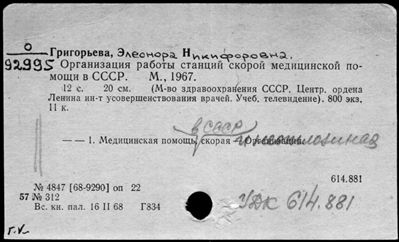 О
92995
Григорьева, Элеонора Никифоровна.
Организация работы станций скорой медицинской по-
мощи в СССР. М., 1967.
12 с. 20 см. (М-во здравоохранения СССР. Центр. ордена
Ленина ин-т усовершенствования врачей. Учеб. телевидение). 800 экз.
11 к.
в СССР
— — 1. Медицинская помощь скорая — Организация
614.881
№ 4847 [68-9290] оп 22
57 № 312
УДК 614.881
Вс. кн. пал. 16 II 68 Г834